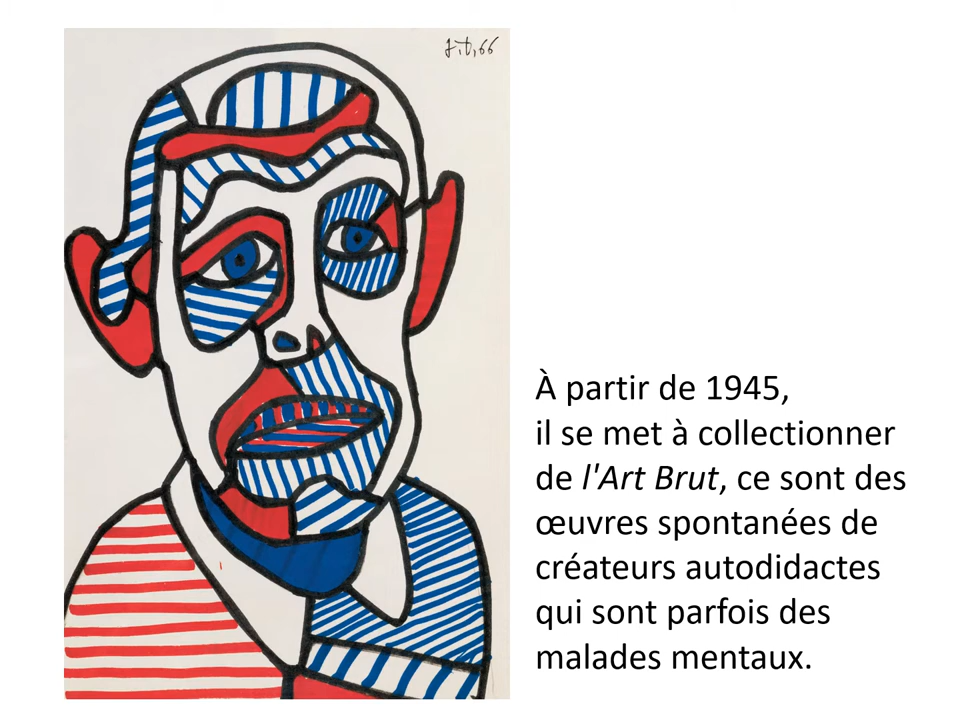 J.D,66
À partir de 1945,
il se met à collectionner
de l'Art Brut, ce sont des
œuvres spontanées de
créateurs autodidactes
qui sont parfois des
malades mentaux.